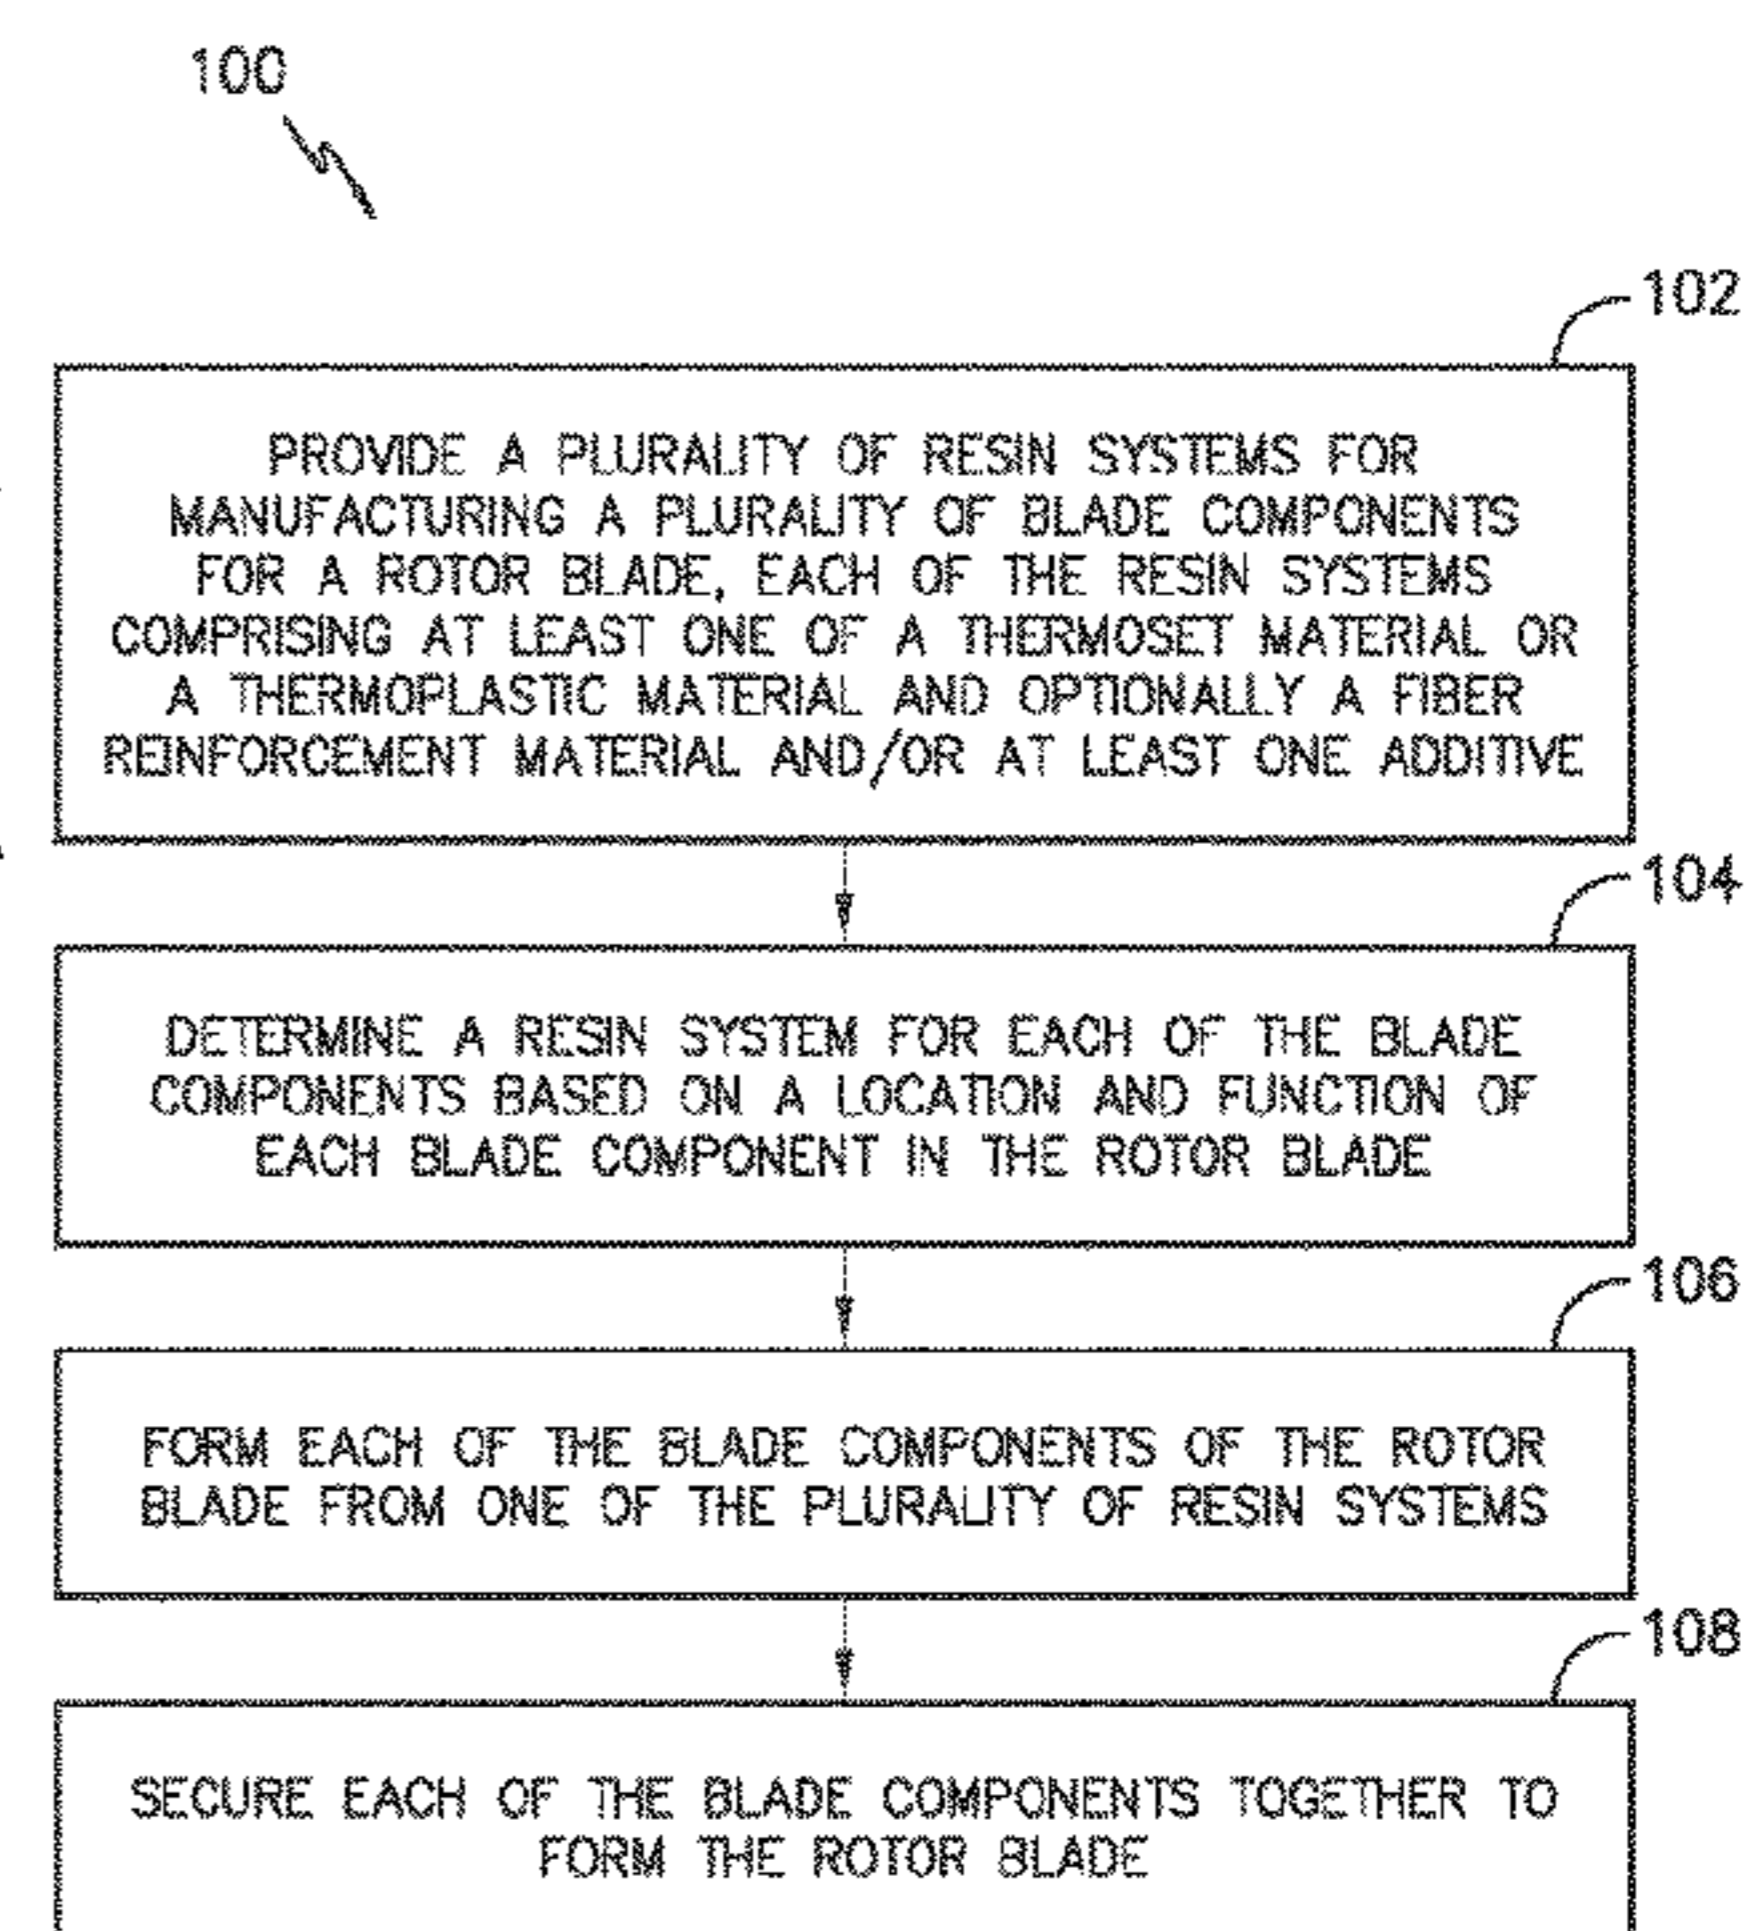 100
102
PROVIDE A PLURALITY OF RESIN SYSTEMS FOR
MANUFACTURING A PLURALITY OF BLADE COMPONENTS
FOR A ROTOR BLADE, EACH OF THE RESIN SYSTEMS
COMPRISING AT LEAST ONE OF A THERMOSET MATERIAL OR
A THERMOPLASTIC MATERIAL AND OPTIONALLY A FIBER
REINFORCEMENT MATERIAL AND/OR AT LEAST ONE ADDITIVE
104
DETERMINE A RESIN SYSTEM FOR EACH OF THE BLADE
COMPONENTS BASED ON A LOCATION AND FUNCTION OF
EACH BLADE COMPONENT IN THE ROTOR BLADE
106
FORM EACH OF THE BLADE COMPONENTS OF THE ROTOR
BLADE FROM ONE OF THE PLURALITY OF RESIN SYSTEMS
108
SECURE EACH OF THE BLADE COMPONENTS TOGETHER TO
FORM THE ROTOR BLADE